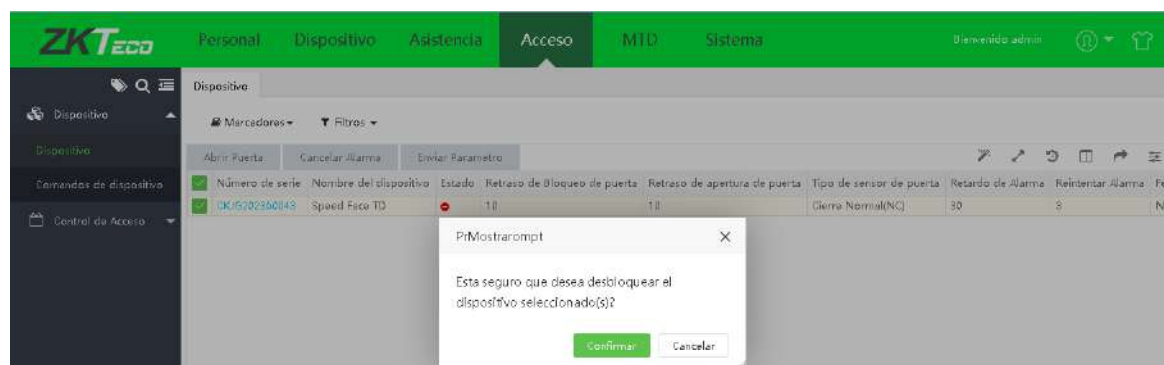 ZKTeco
Personal Dispositivo Asistencia Acceso MTD Sistema Bienvenido admin
Dispositivo
Dispositivo
Marcadores Filtros
Dispositivo
Abrir Puerta Cancelar Alarma Enviar Parametro
Comandos de dispositivo
Número de serie Nombre del dispositivo Estado Retraso de Bloqueo de puerta Retraso de apertura de puerta Tipo de sensor de puerta Retardo de Alarma Reintentar Alarma
Speed Face TD 10 10 Cierre Normal(NC) 30 3 N
Control de Acceso
PrMostrarompt
Esta seguro que desea desbloquear el
dispositivo seleccionado(s)?
Confirmar Cancelar